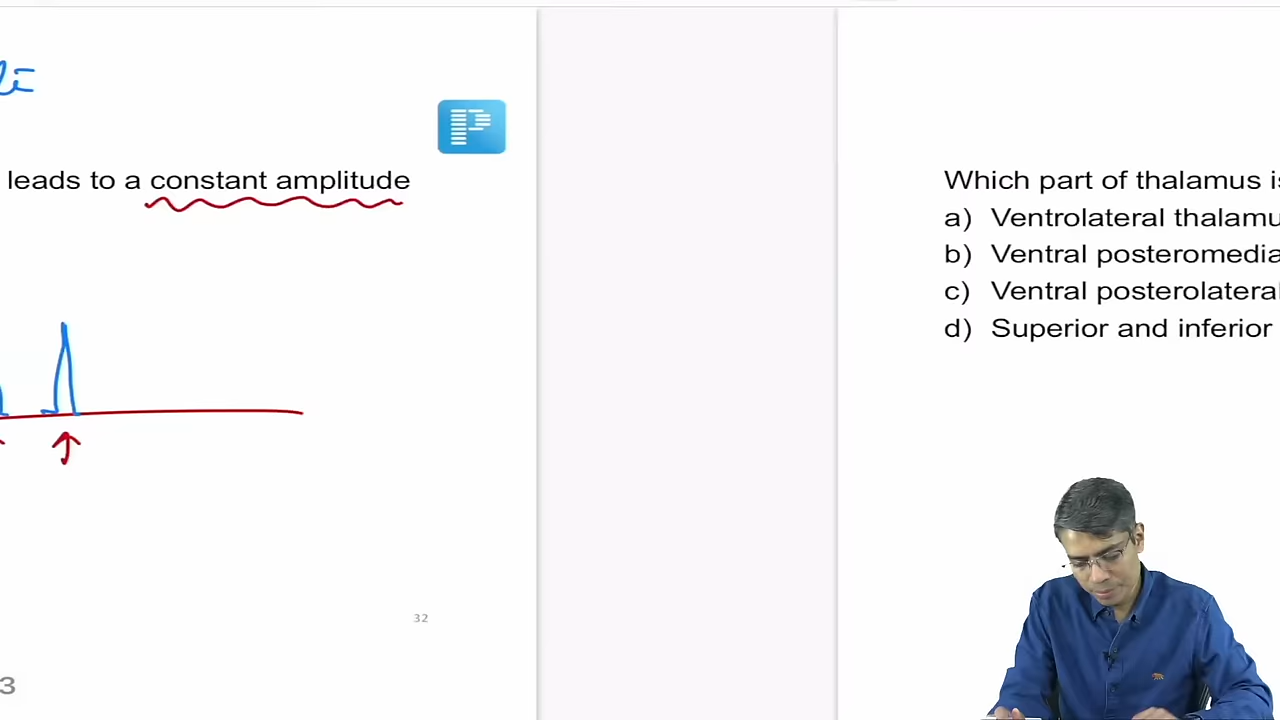 leads to a constant amplitude
32
3
Which part of thalamus is
a) Ventrolateral thalamu
b) Ventral posteromedia
c) Ventral posterolateral
d) Superior and inferior